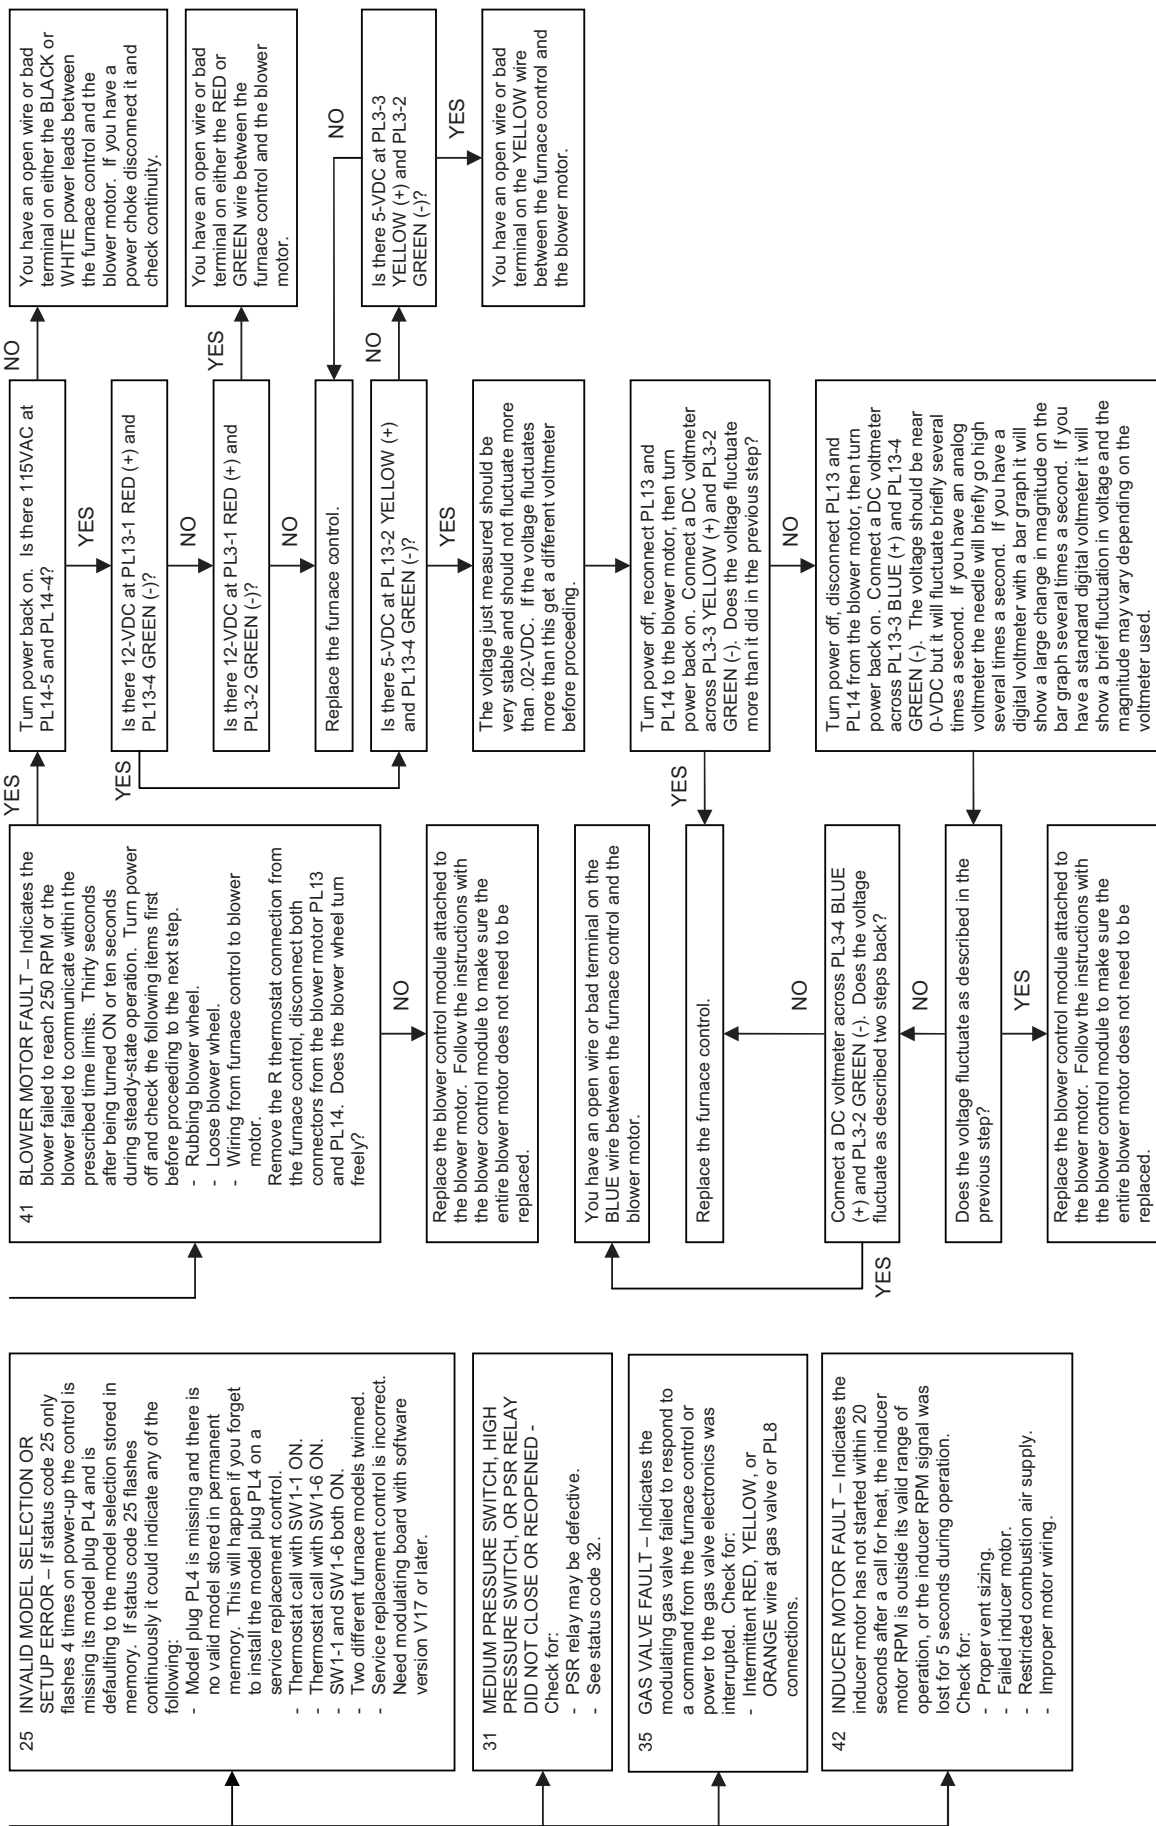 25 INVALID MODEL SELECTION OR
SETUP ERROR – If status code 25 only
flashes 4 times on power-up the control is
missing its model plug PL4 and is
defaulting to the model selection stored in
memory. If status code 25 flashes
continuously it could indicate any of the
following:
- Model plug PL4 is missing and there is
no valid model stored in permanent
memory. This will happen if you forget
to install the model plug PL4 on a
service replacement control.
- Thermostat call with SW1-1 ON.
- Thermostat call with SW1-6 ON.
- SW1-1 and SW1-6 both ON.
- Two different furnace models twinned.
- Service replacement control is incorrect.
Need modulating board with software
version V17 or later.
31 MEDIUM PRESSURE SWITCH, HIGH
PRESSURE SWITCH, OR PSR RELAY
DID NOT CLOSE OR REOPENED -
Check for:
- PSR relay may be defective.
- See status code 32.
35 GAS VALVE FAULT – Indicates the
modulating gas valve failed to respond to
a command from the furnace control or
power to the gas valve electronics was
interrupted. Check for:
- Intermittent RED, YELLOW, or
ORANGE wire at gas valve or PL8
connections.
42 INDUCER MOTOR FAULT – Indicates the
inducer motor has not started within 20
seconds after a call for heat, the inducer
motor RPM is outside its valid range of
operation, or the inducer RPM signal was
lost for 5 seconds during operation.
Check for:
- Proper vent sizing.
- Failed inducer motor.
- Restricted combustion air supply.
- Improper motor wiring.
41 BLOWER MOTOR FAULT – Indicates the
blower failed to reach 250 RPM or the
blower failed to communicate within the
prescribed time limits. Thirty seconds
after being turned ON or ten seconds
during steady-state operation. Turn power
off and check the following items first
before proceeding to the next step.
- Rubbing blower wheel.
- Loose blower wheel.
- Wiring from furnace control to blower
motor.
Remove the R thermostat connection from
the furnace control, disconnect both
connectors from the blower motor PL13
and PL14. Does the blower wheel turn
freely?
YES
NO
Replace the blower control module attached to
the blower motor. Follow the instructions with
the blower control module to make sure the
entire blower motor does not need to be
replaced.
You have an open wire or bad terminal on the
BLUE wire between the furnace control and the
blower motor.
Replace the furnace control.
NO
Connect a DC voltmeter across PL3-4 BLUE
(+) and PL3-2 GREEN (-). Does the voltage
fluctuate as described two steps back?
YES
NO
Does the voltage fluctuate as described in the
previous step?
YES
Replace the blower control module attached to
the blower motor. Follow the instructions with
the blower control module to make sure the
entire blower motor does not need to be
replaced.
Turn power back on. Is there 115VAC at
PL14-5 and PL14-4?
NO
YES
Is there 12-VDC at PL13-1 RED (+) and
PL13-4 GREEN (-)?
YES
NO
Is there 12-VDC at PL3-1 RED (+) and
PL3-2 GREEN (-)?
YES
NO
Replace the furnace control.
Is there 5-VDC at PL13-2 YELLOW (+)
and PL13-4 GREEN (-)?
NO
YES
The voltage just measured should be
very stable and should not fluctuate more
than .02-VDC. If the voltage fluctuates
more than this get a different voltmeter
before proceeding.
Turn power off, reconnect PL13 and
PL14 to the blower motor, then turn
power back on. Connect a DC voltmeter
across PL3-3 YELLOW (+) and PL3-2
GREEN (-). Does the voltage fluctuate
more than it did in the previous step?
YES
NO
Turn power off, disconnect PL13 and
PL14 from the blower motor, then turn
power back on. Connect a DC voltmeter
across PL13-3 BLUE (+) and PL13-4
GREEN (-). The voltage should be near
0-VDC but it will fluctuate briefly several
times a second. If you have an analog
voltmeter the needle will briefly go high
several times a second. If you have a
digital voltmeter with a bar graph it will
show a large change in magnitude on the
bar graph several times a second. If you
have a standard digital voltmeter it will
show a brief fluctuation in voltage and the
magnitude may vary depending on the
voltmeter used.
You have an open wire or bad
terminal on either the BLACK or
WHITE power leads between
the furnace control and the
blower motor. If you have a
power choke disconnect it and
check continuity.
You have an open wire or bad
terminal on either the RED or
GREEN wire between the
furnace control and the blower
motor.
NO
Is there 5-VDC at PL3-3
YELLOW (+) and PL3-2
GREEN (-)?
YES
You have an open wire or bad
terminal on the YELLOW wire
between the furnace control and
the blower motor.